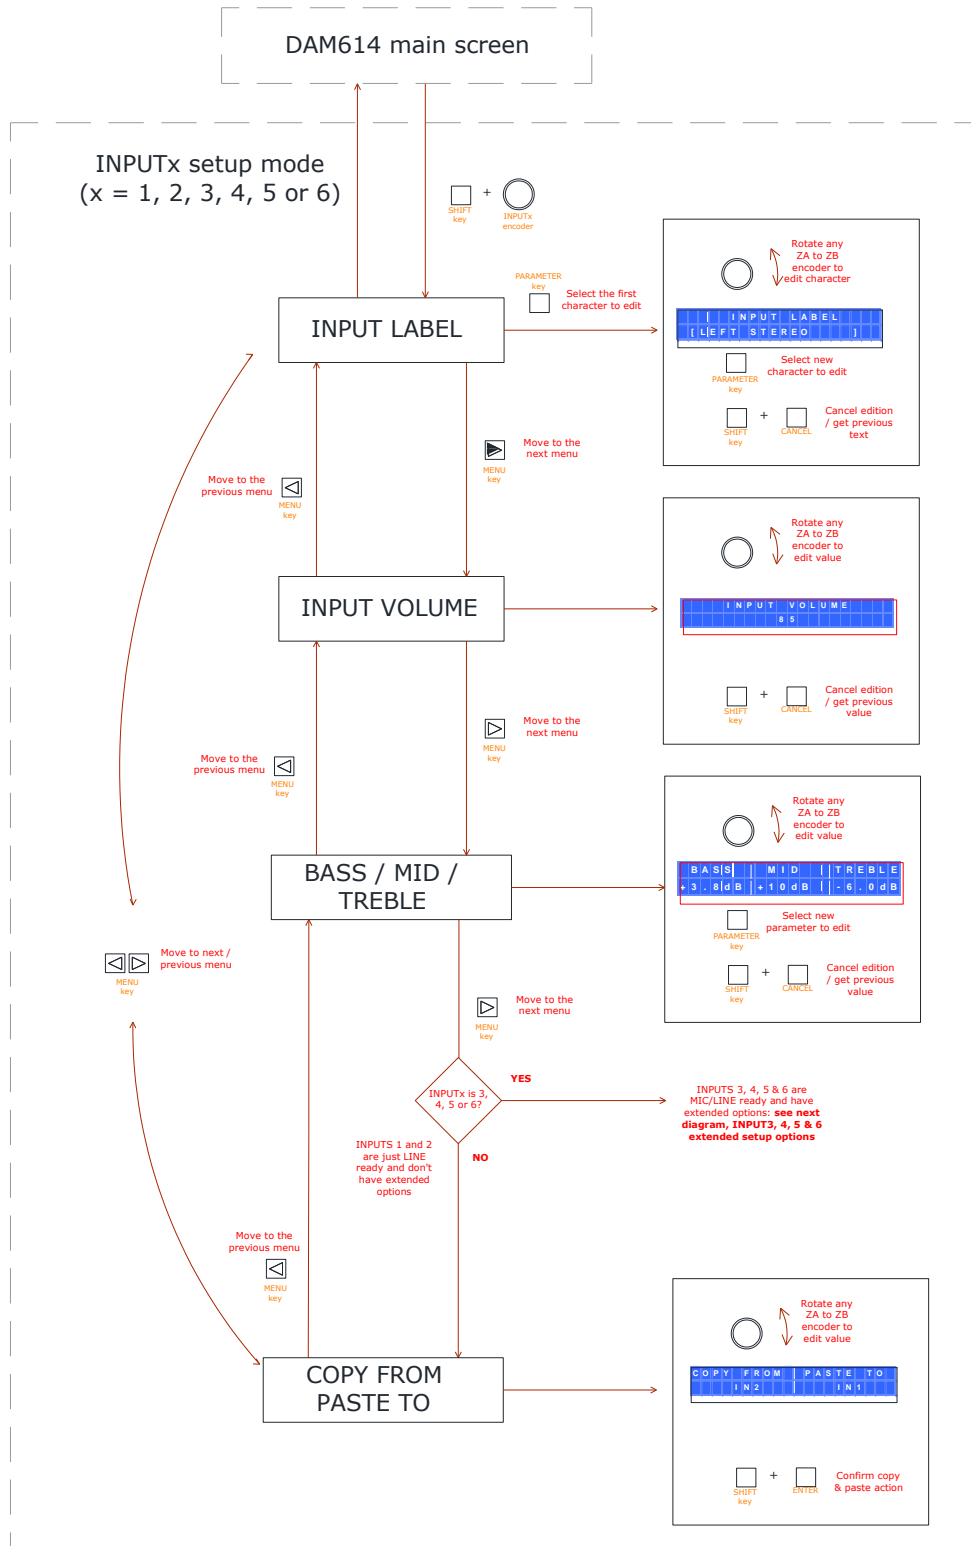 DAM614 main screen
INPUTx setup mode
(x = 1, 2, 3, 4, 5 or 6)
+
SHIFT
key
INPUTx
encoder
PARAMETER
key
Select the first
character to edit
INPUT LABEL
Rotate any
ZA to ZB
encoder to
edit character
INPUT LABEL
[LEFT STEREO ]
PARAMETER
key
Select new
character to edit
+
SHIFT
key
CANCEL
Cancel edition
/ get previous
text
Move to the
next menu
MENU
key
Move to the
previous menu
MENU
key
INPUT VOLUME
Rotate any
ZA to ZB
encoder to
edit value
INPUT VOLUME
85
+
SHIFT
key
CANCEL
Cancel edition
/ get previous
value
Move to the
next menu
MENU
key
Move to the
previous menu
MENU
key
BASS / MID /
TREBLE
Rotate any
ZA to ZB
encoder to
edit value
BASS | MID | TREBLE
+3.8dB | +10dB | -6.0dB
PARAMETER
key
Select new
parameter to edit
+
SHIFT
key
CANCEL
Cancel edition
/ get previous
value
Move to next /
previous menu
MENU
key
Move to the
next menu
MENU
key
INPUTx is 3,
4, 5 or 6?
YES
INPUTS 3, 4, 5 & 6 are
MIC/LINE ready and have
extended options: see next
diagram, INPUT3, 4, 5 & 6
extended setup options
NO
INPUTS 1 and 2
are just LINE
ready and don't
have extended
options
Move to the
previous menu
MENU
key
COPY FROM
PASTE TO
Rotate any
ZA to ZB
encoder to
edit value
COPY FROM | PASTE TO
IN2 | IN1
+
SHIFT
key
ENTER
Confirm copy
& paste action